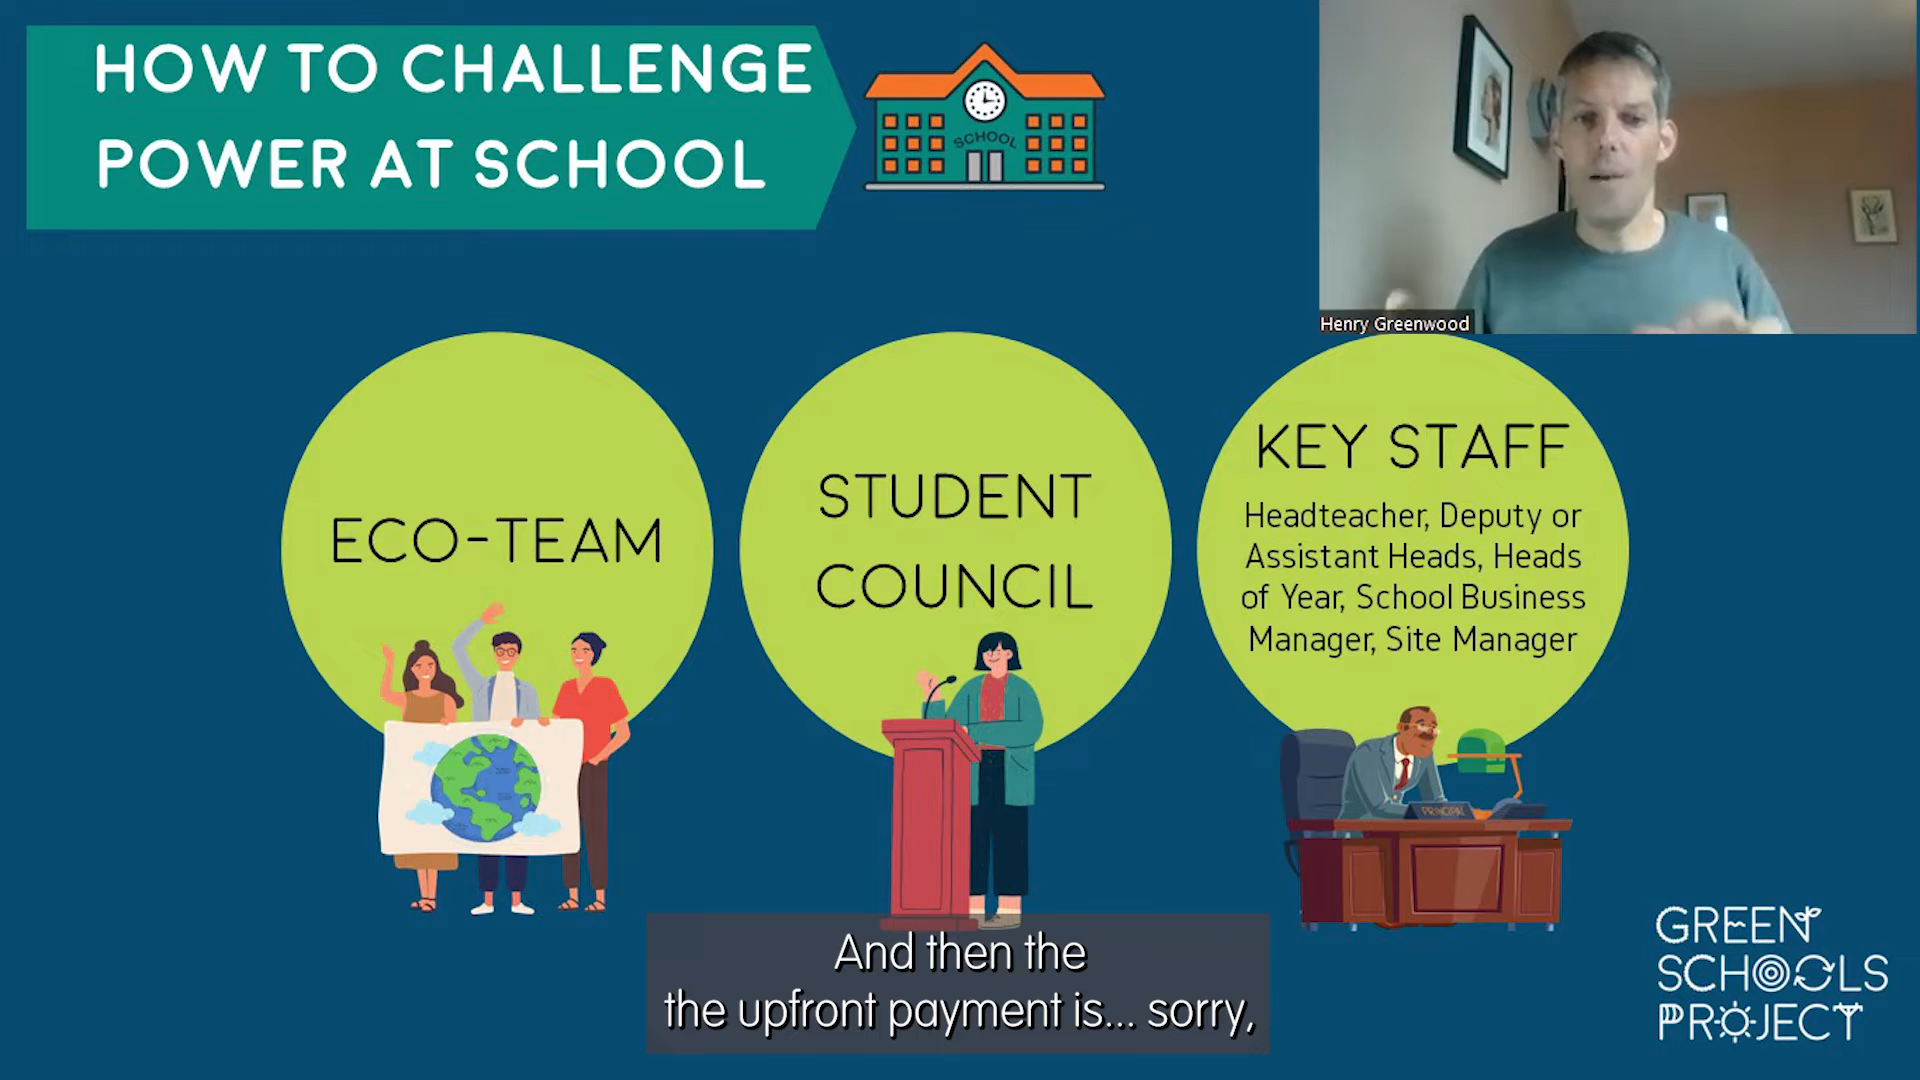 HOW TO CHALLENGE
POWER AT SCHOOL
SCHOOL
Henry Greenwood
ECO-TEAM
STUDENT
COUNCIL
KEY STAFF
Headteacher, Deputy or
Assistant Heads, Heads
of Year, School Business
Manager, Site Manager
PRINCIPAL
And then the
the upfront payment is... sorry,
GREEN
SCHOOLS
PROJECT